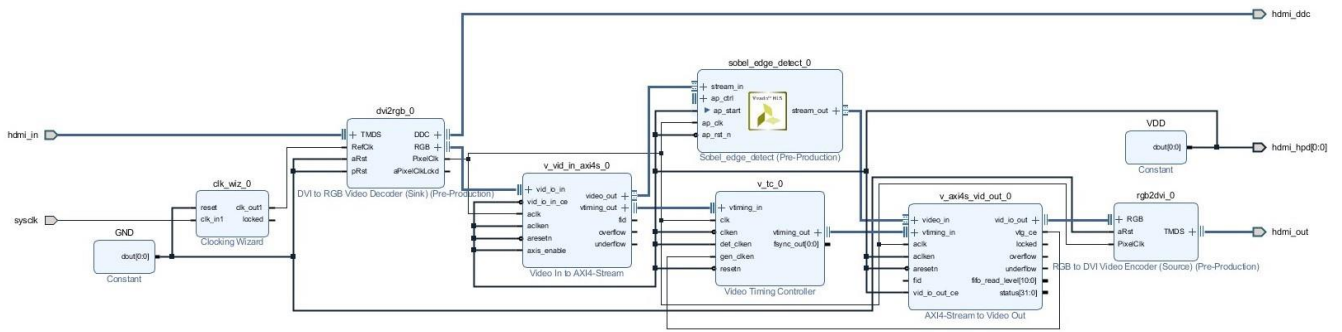 hdmi_ddc
sobel_edge_detect_0
stream_in
ap_ctrl
ap_start
ap_clk
ap_rst_n
stream_out
Vivado™ HLS
Sobel_edge_detect (Pre-Production)
dvi2rgb_0
hdmi_in
TMDS
RefClk
aRst
pRst
DDC
RGB
PixelClk
aPixelClkLckd
DVI to RGB Video Decoder (Sink) (Pre-Production)
VDD
dout[0:0]
Constant
hdmi_hpd[0:0]
v_vid_in_axi4s_0
vid_io_in
vid_io_in_ce
aclk
aclken
aresetn
axis_enable
video_out
vtiming_out
fid
overflow
underflow
Video In to AXI4-Stream
clk_wiz_0
reset
clk_in1
clk_out1
locked
Clocking Wizard
sysclk
GND
dout[0:0]
Constant
v_tc_0
vtiming_in
clk
clken
det_clken
gen_clken
resetn
vtiming_out
fsync_out[0:0]
Video Timing Controller
v_axi4s_vid_out_0
video_in
vtiming_in
aclk
aclken
aresetn
fid
vid_io_out_ce
vid_io_out
vtg_ce
locked
overflow
underflow
fifo_read_level[10:0]
status[31:0]
AXI4-Stream to Video Out
rgb2dvi_0
RGB
aRst
PixelClk
TMDS
RGB to DVI Video Encoder (Source) (Pre-Production)
hdmi_out